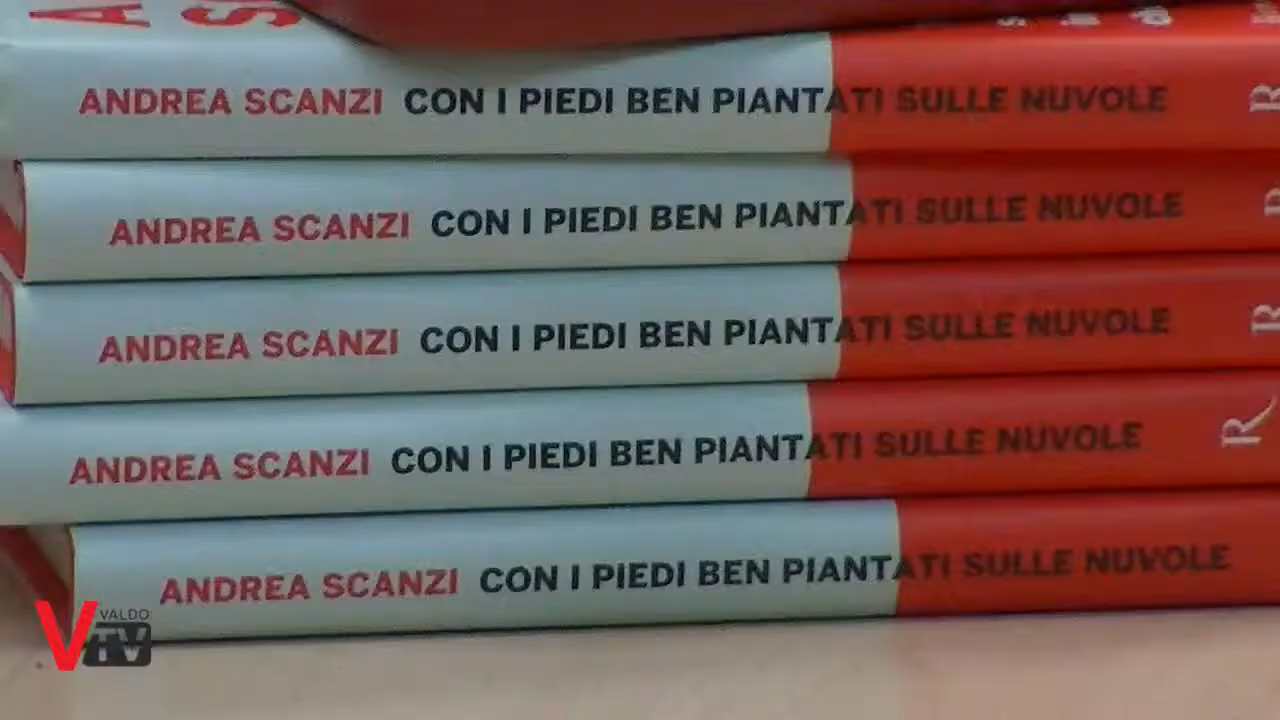 ANDREA SCANZI CON I PIEDI BEN PIANTATI SULLE NUVOLE R
ANDREA SCANZI CON I PIEDI BEN PIANTATI SULLE NUVOLE R
ANDREA SCANZI CON I PIEDI BEN PIANTATI SULLE NUVOLE R
ANDREA SCANZI CON I PIEDI BEN PIANTATI SULLE NUVOLE R
ANDREA SCANZI CON I PIEDI BEN PIANTATI SULLE NUVOLE
VALDO
VTV